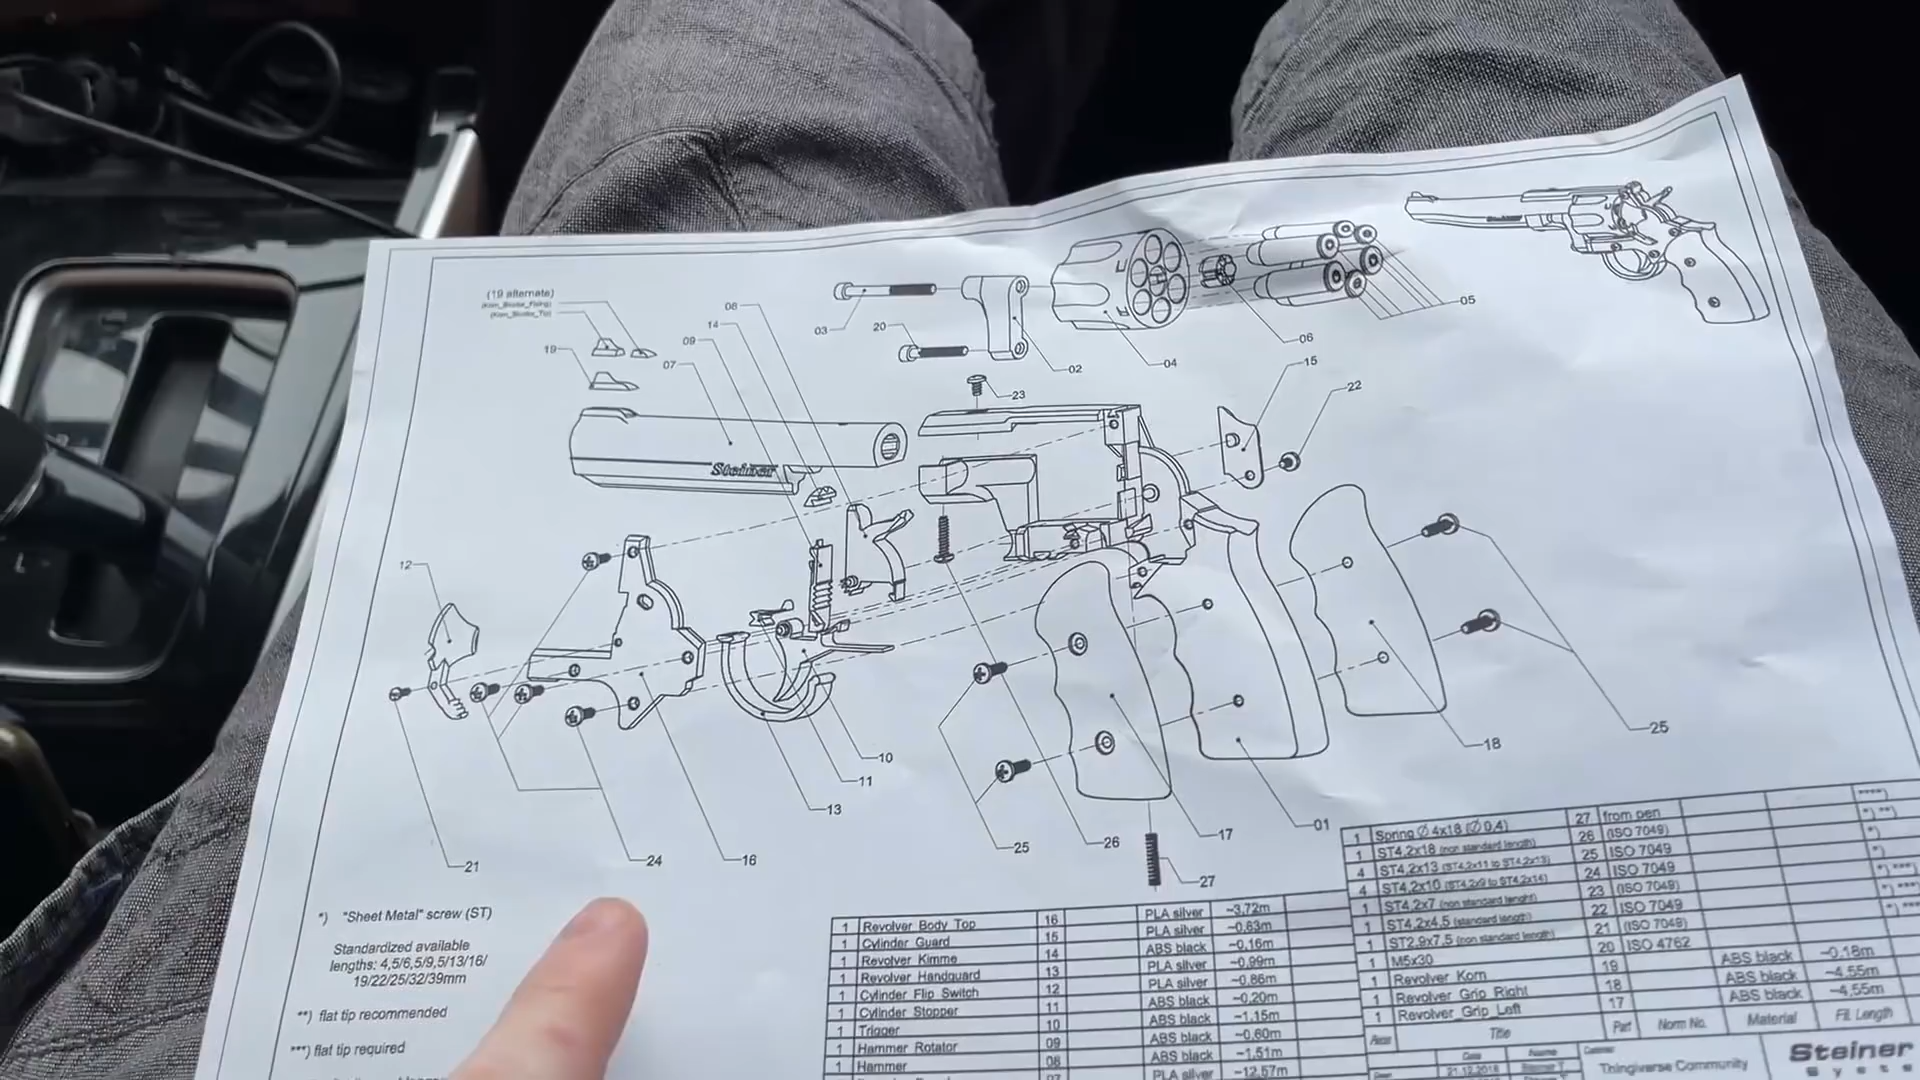 (19 alternate)
(Korn_Stecker_Tip)
08
14
09
07
19
03
20
02
23
04
06
05
15
22
12
Steiner
10
11
13
21
24
16
25
26
17
01
18
25
27
*) "Sheet Metal" screw (ST)
Standardized available
lengths: 4,5/6,5/9,5/13/16/
19/22/25/32/39mm
**) flat tip recommended
***) flat tip required
1 Revolver Body Top 16 PLA silver ~3,72m
1 Cylinder Guard 15 PLA silver ~0,63m
1 Revolver Kimme 14 ABS black ~0,16m
1 Revolver Handguard 13 PLA silver ~0,99m
1 Cylinder Flip Switch 12 PLA silver ~0,86m
1 Cylinder Stopper 11 ABS black ~0,20m
1 Trigger 10 ABS black ~1,15m
1 Hammer Rotator 09 ABS black ~0,60m
1 Hammer 08 ABS black ~1,51m
07 PLA silver ~12,57m
1 Spring Ø 4x18 (Ø 0,4) 27 from pen ****)
1 ST4,2x18 (non standard length) 26 (ISO 7049) *) **)
4 ST4,2x13 (ST4,2x11 to ST4,2x13) 25 ISO 7049 *)
4 ST4,2x10 (ST4,2x9 to ST4,2x14) 24 ISO 7049 *)
1 ST4,2x7 (non standard length) 23 (ISO 7049)
1 ST4,2x4,5 (standard length) 22 ISO 7049
1 ST2,9x7,5 (non standard length) 21 (ISO 7049)
1 M5x30 20 ISO 4762
1 Revolver Korn 19 ABS black ~0,18m
1 Revolver Grip Right 18 ABS black ~4,55m
1 Revolver Grip Left 17 ABS black ~4,55m
Title Part Norm No. Material Fil. Length
Thingiverse Community
Steiner